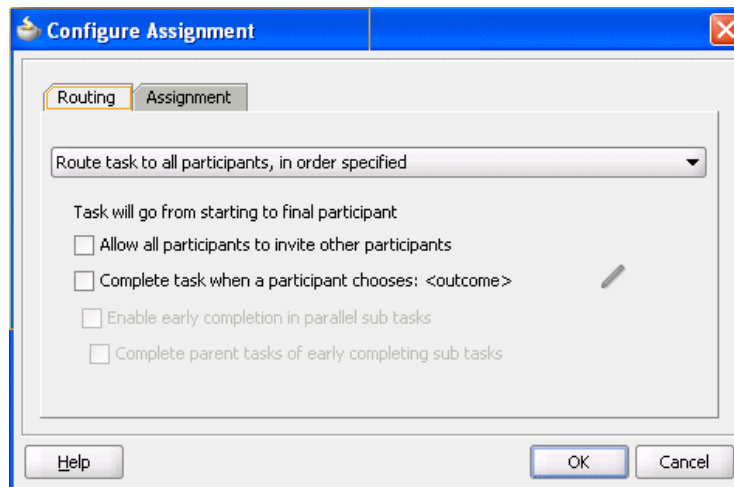 Configure Assignment
Routing
Assignment
Route task to all participants, in order specified
Task will go from starting to final participant
Allow all participants to invite other participants
Complete task when a participant chooses: <outcome>
Enable early completion in parallel sub tasks
Complete parent tasks of early completing sub tasks
Help
OK
Cancel